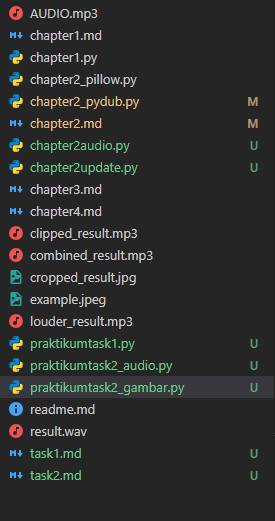 AUDIO.mp3
chapter1.md
chapter1.py
chapter2_pillow.py
chapter2_pydub.py M
chapter2.md M
chapter2audio.py U
chapter2update.py U
chapter3.md
chapter4.md
clipped_result.mp3
combined_result.mp3
cropped_result.jpg
example.jpeg
louder_result.mp3
praktikumtask1.py U
praktikumtask2_audio.py U
praktikumtask2_gambar.py U
readme.md
result.wav
task1.md U
task2.md U